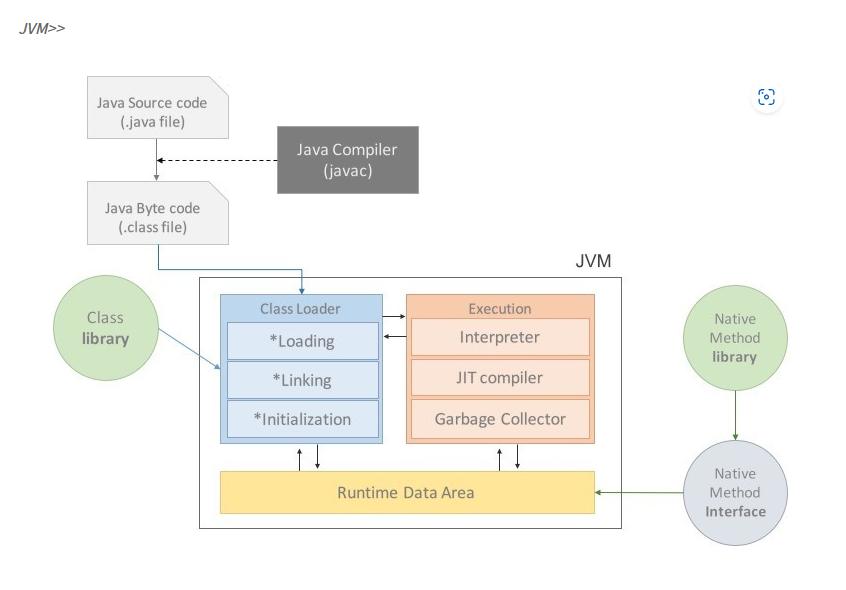 JVM>>
Java Source code
(.java file)
Java Compiler
(javac)
Java Byte code
(.class file)
JVM
Class
library
Class Loader
*Loading
*Linking
*Initialization
Execution
Interpreter
JIT compiler
Garbage Collector
Native
Method
library
Runtime Data Area
Native
Method
Interface